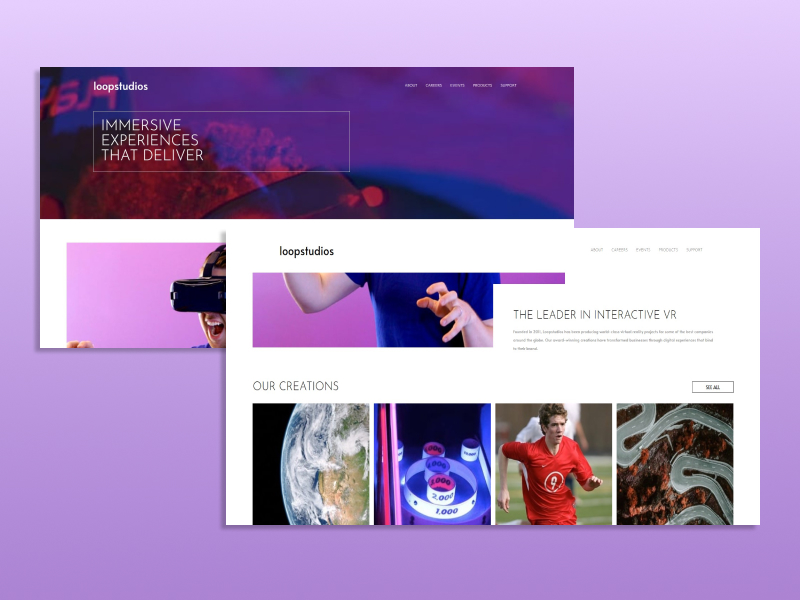 loopstudios
ABOUT CAREERS EVENTS PRODUCTS SUPPORT
IMMERSIVE
EXPERIENCES
THAT DELIVER
loopstudios
ABOUT CAREERS EVENTS PRODUCTS SUPPORT
THE LEADER IN INTERACTIVE VR
Founded in 2011, Loopstudios has been producing world-class virtual reality projects for some of the best companies
around the globe. Our award-winning creations have transformed businesses through digital experiences that bind
to their brand.
OUR CREATIONS
SEE ALL
1,000
1,000
2,000
1,000
9